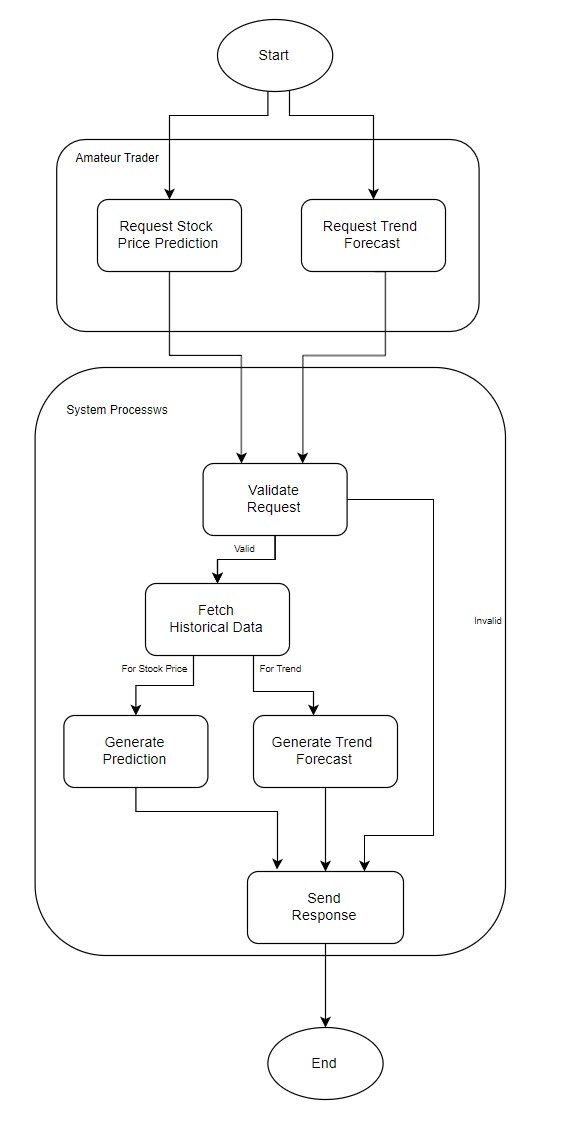 Start
Amateur Trader
Request Stock
Price Prediction
Request Trend
Forecast
System Processws
Validate
Request
Valid
Fetch
Historical Data
Invalid
For Stock Price
For Trend
Generate
Prediction
Generate Trend
Forecast
Send
Response
End